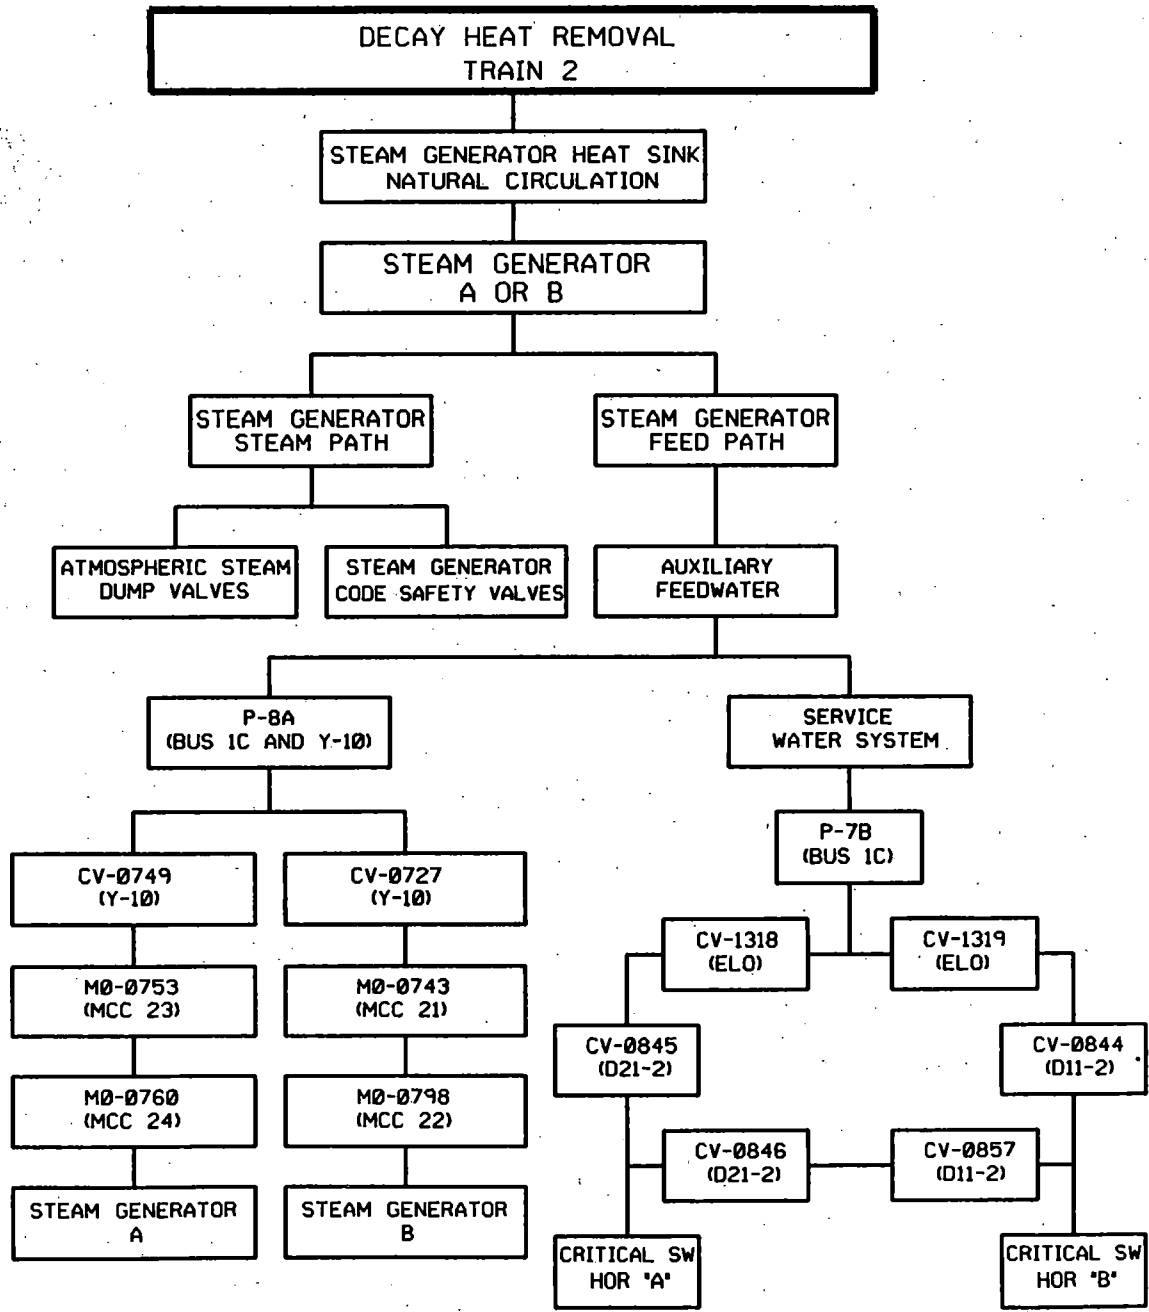 DECAY HEAT REMOVAL
TRAIN 2
STEAM GENERATOR HEAT SINK
NATURAL CIRCULATION
STEAM GENERATOR
A OR B
STEAM GENERATOR
STEAM PATH
STEAM GENERATOR
FEED PATH
ATMOSPHERIC STEAM
DUMP VALVES
STEAM GENERATOR
CODE SAFETY VALVES
AUXILIARY
FEEDWATER
P-8A
(BUS 1C AND Y-10)
SERVICE
WATER SYSTEM
P-7B
(BUS 1C)
CV-0749
(Y-10)
CV-0727
(Y-10)
CV-1318
(ELO)
CV-1319
(ELO)
MO-0753
(MCC 23)
MO-0743
(MCC 21)
CV-0845
(D21-2)
CV-0844
(D11-2)
MO-0760
(MCC 24)
MO-0798
(MCC 22)
CV-0846
(D21-2)
CV-0857
(D11-2)
STEAM GENERATOR
A
STEAM GENERATOR
B
CRITICAL SW
HDR "A"
CRITICAL SW
HDR "B"